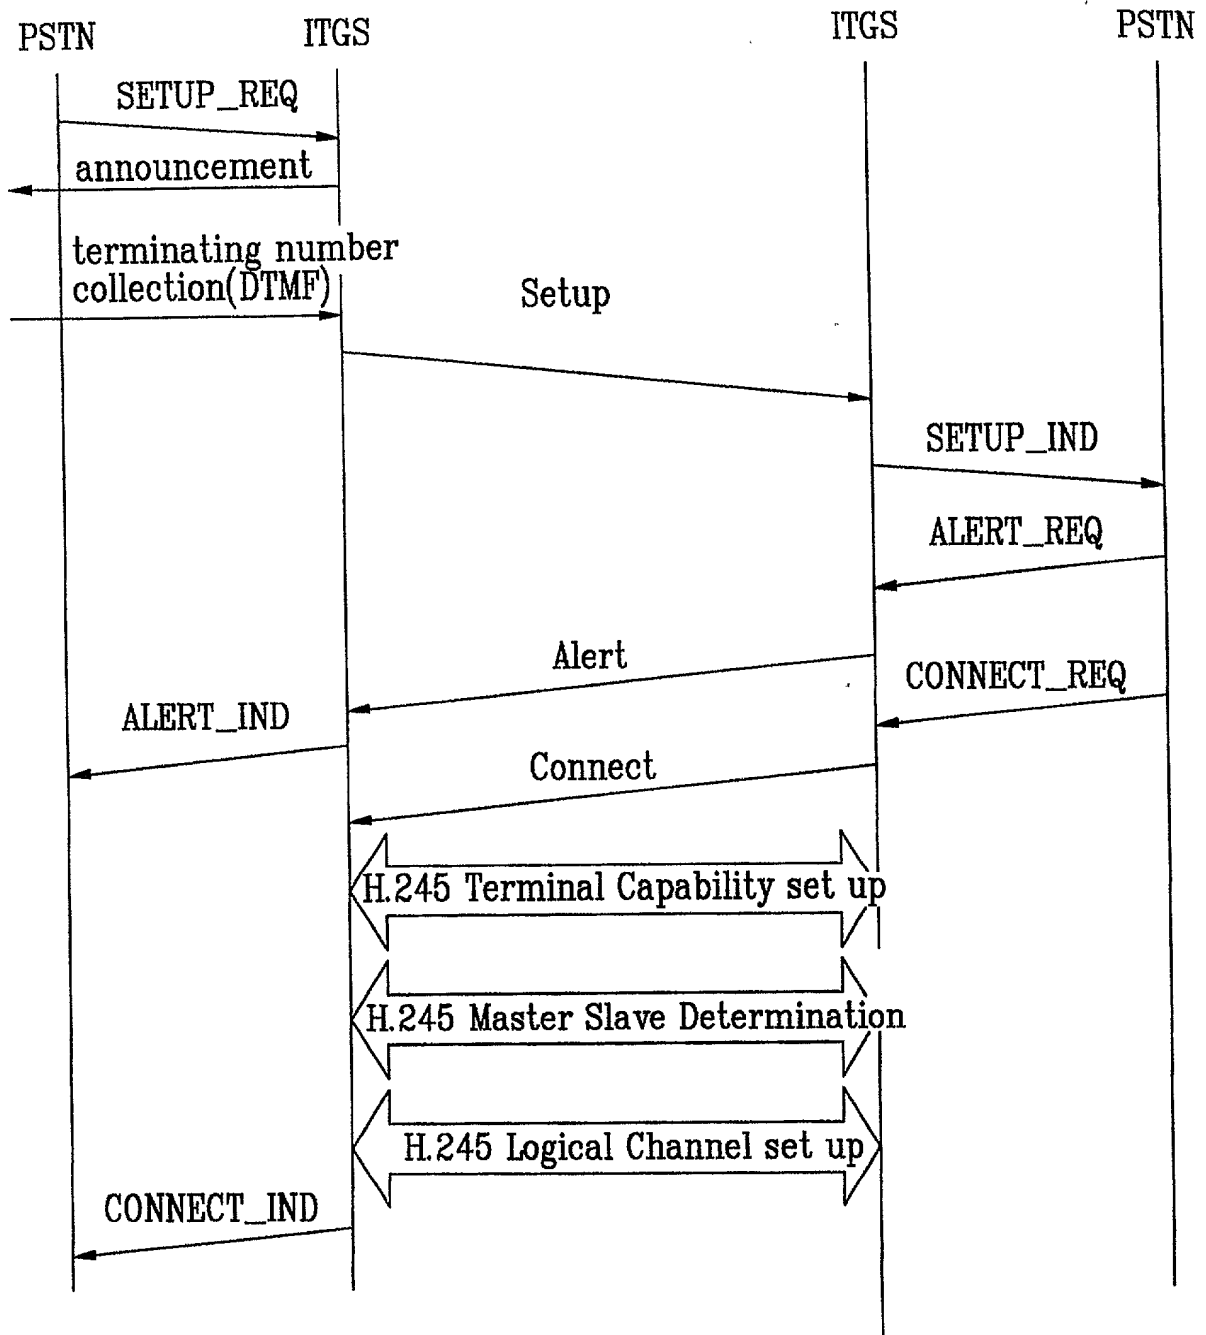 PSTN
ITGS
ITGS
PSTN
SETUP_REQ
announcement
terminating number
collection(DTMF)
Setup
SETUP_IND
ALERT_REQ
Alert
CONNECT_REQ
ALERT_IND
Connect
H.245 Terminal Capability set up
H.245 Master Slave Determination
H.245 Logical Channel set up
CONNECT_IND